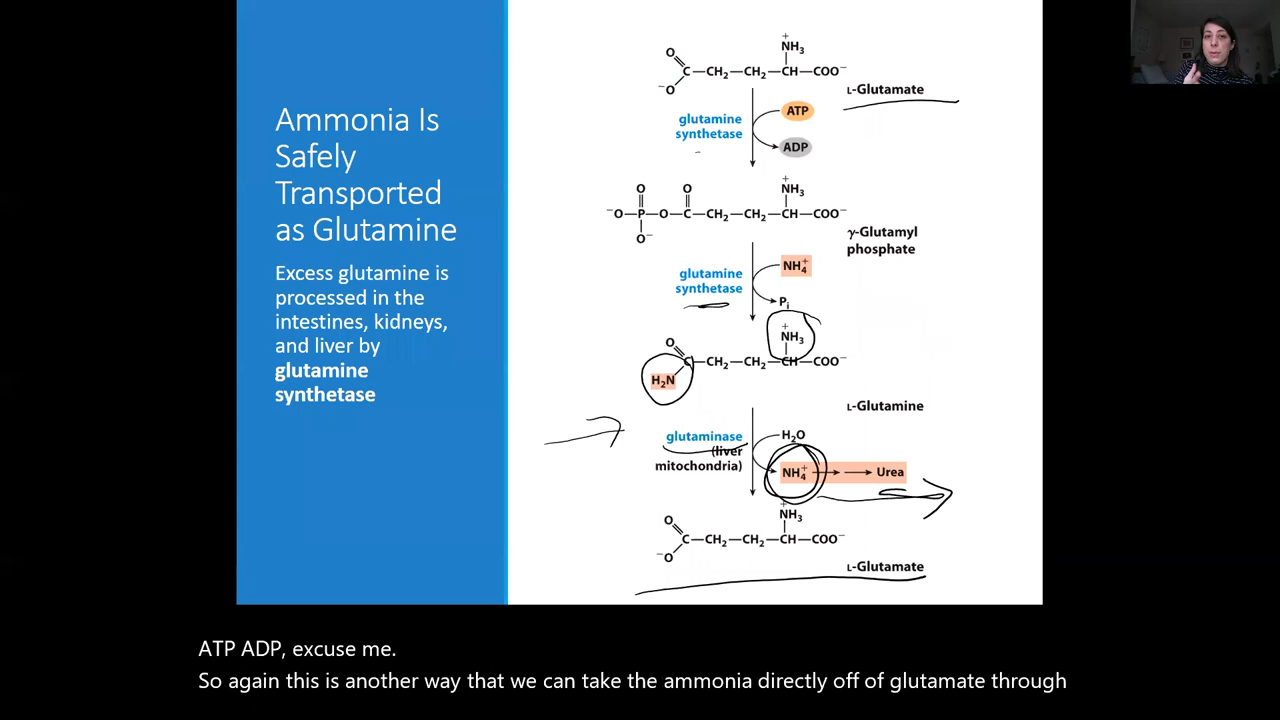 Ammonia Is
Safely
Transported
as Glutamine
Excess glutamine is
processed in the
intestines, kidneys,
and liver by
glutamine
synthetase
O
+
NH3
C—CH2—CH2—CH—COO−
−O
L-Glutamate
glutamine
synthetase
ATP
ADP
O O
+
NH3
−O—P—O—C—CH2—CH2—CH—COO−
O−
γ-Glutamyl
phosphate
glutamine
synthetase
NH4+
Pi
O
+
NH3
C—CH2—CH2—CH—COO−
H2N
L-Glutamine
glutaminase
(liver
mitochondria)
H2O
NH4+ → → Urea
O
+
NH3
C—CH2—CH2—CH—COO−
−O
L-Glutamate
ATP ADP, excuse me.
So again this is another way that we can take the ammonia directly off of glutamate through